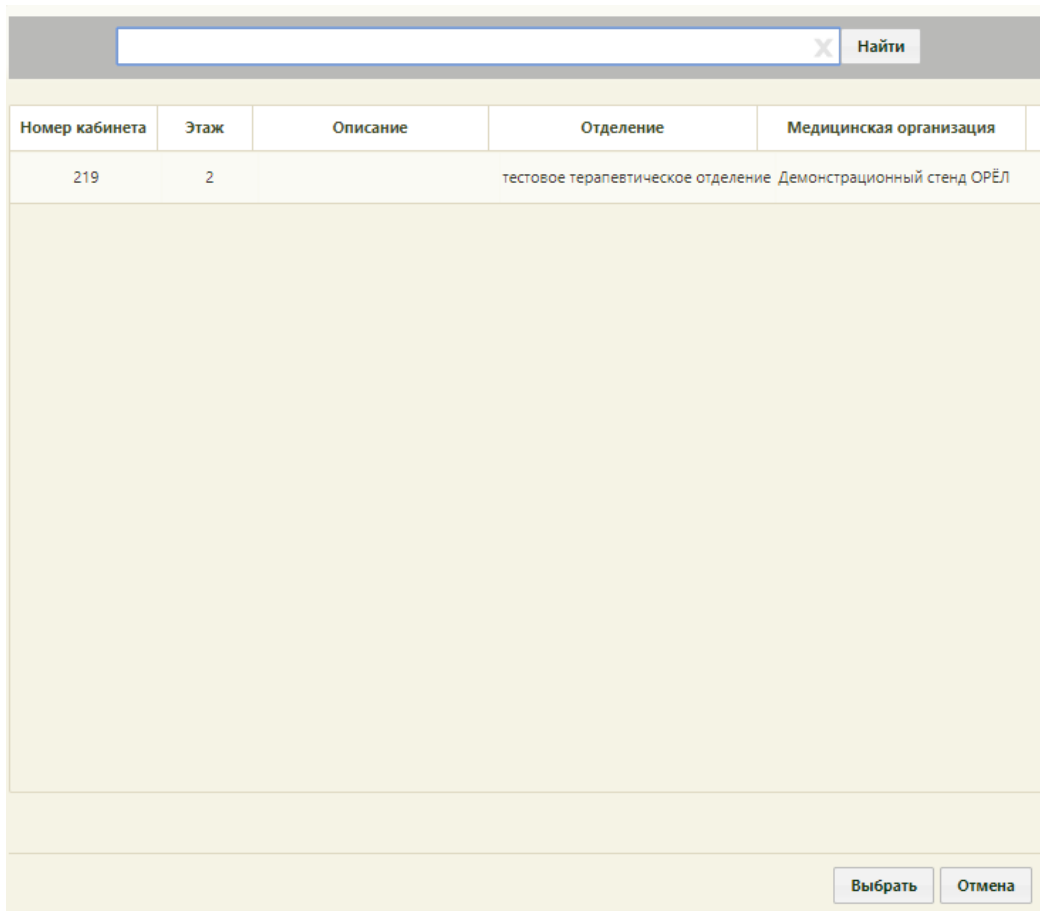 X Найти
Номер кабинета Этаж Описание Отделение Медицинская организация
219 2 тестовое терапевтическое отделение Демонстрационный стенд ОРЁЛ
Выбрать Отмена